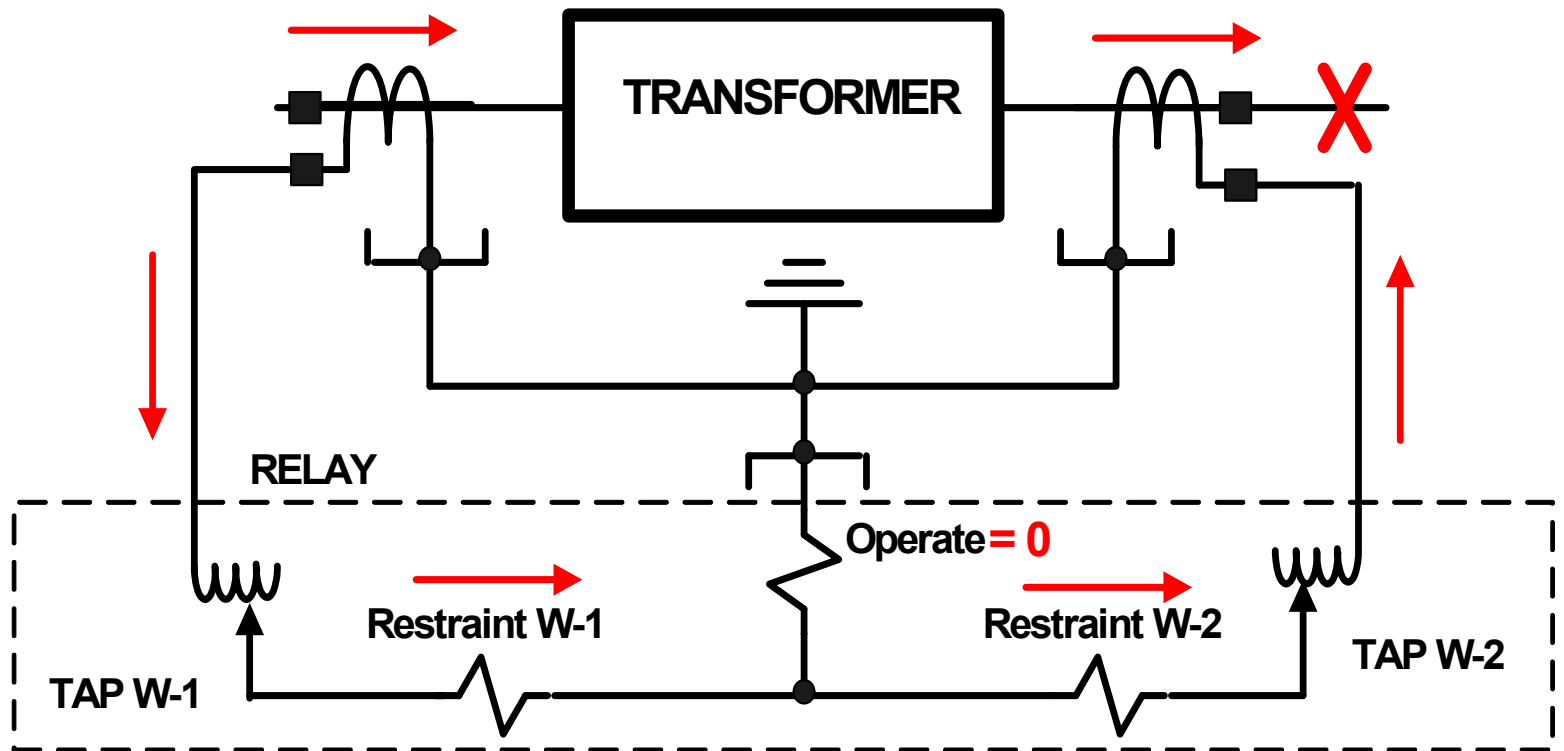 TRANSFORMER
RELAY
Operate = 0
Restraint W-1
Restraint W-2
TAP W-1
TAP W-2